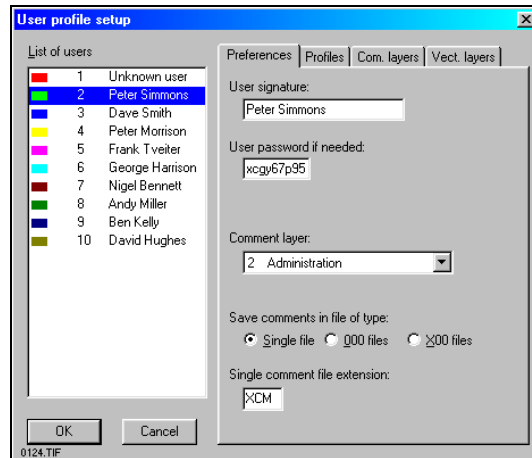 User profile setup
List of users
1 Unknown user
2 Peter Simmons
3 Dave Smith
4 Peter Morrison
5 Frank Tveiter
6 George Harrison
7 Nigel Bennett
8 Andy Miller
9 Ben Kelly
10 David Hughes
OK Cancel
0124.TIF
Preferences Profiles Com. layers Vect. layers
User signature:
Peter Simmons
User password if needed:
xcgy67p95
Comment layer:
2 Administration
Save comments in file of type:
Single file 000 files X00 files
Single comment file extension:
XCM